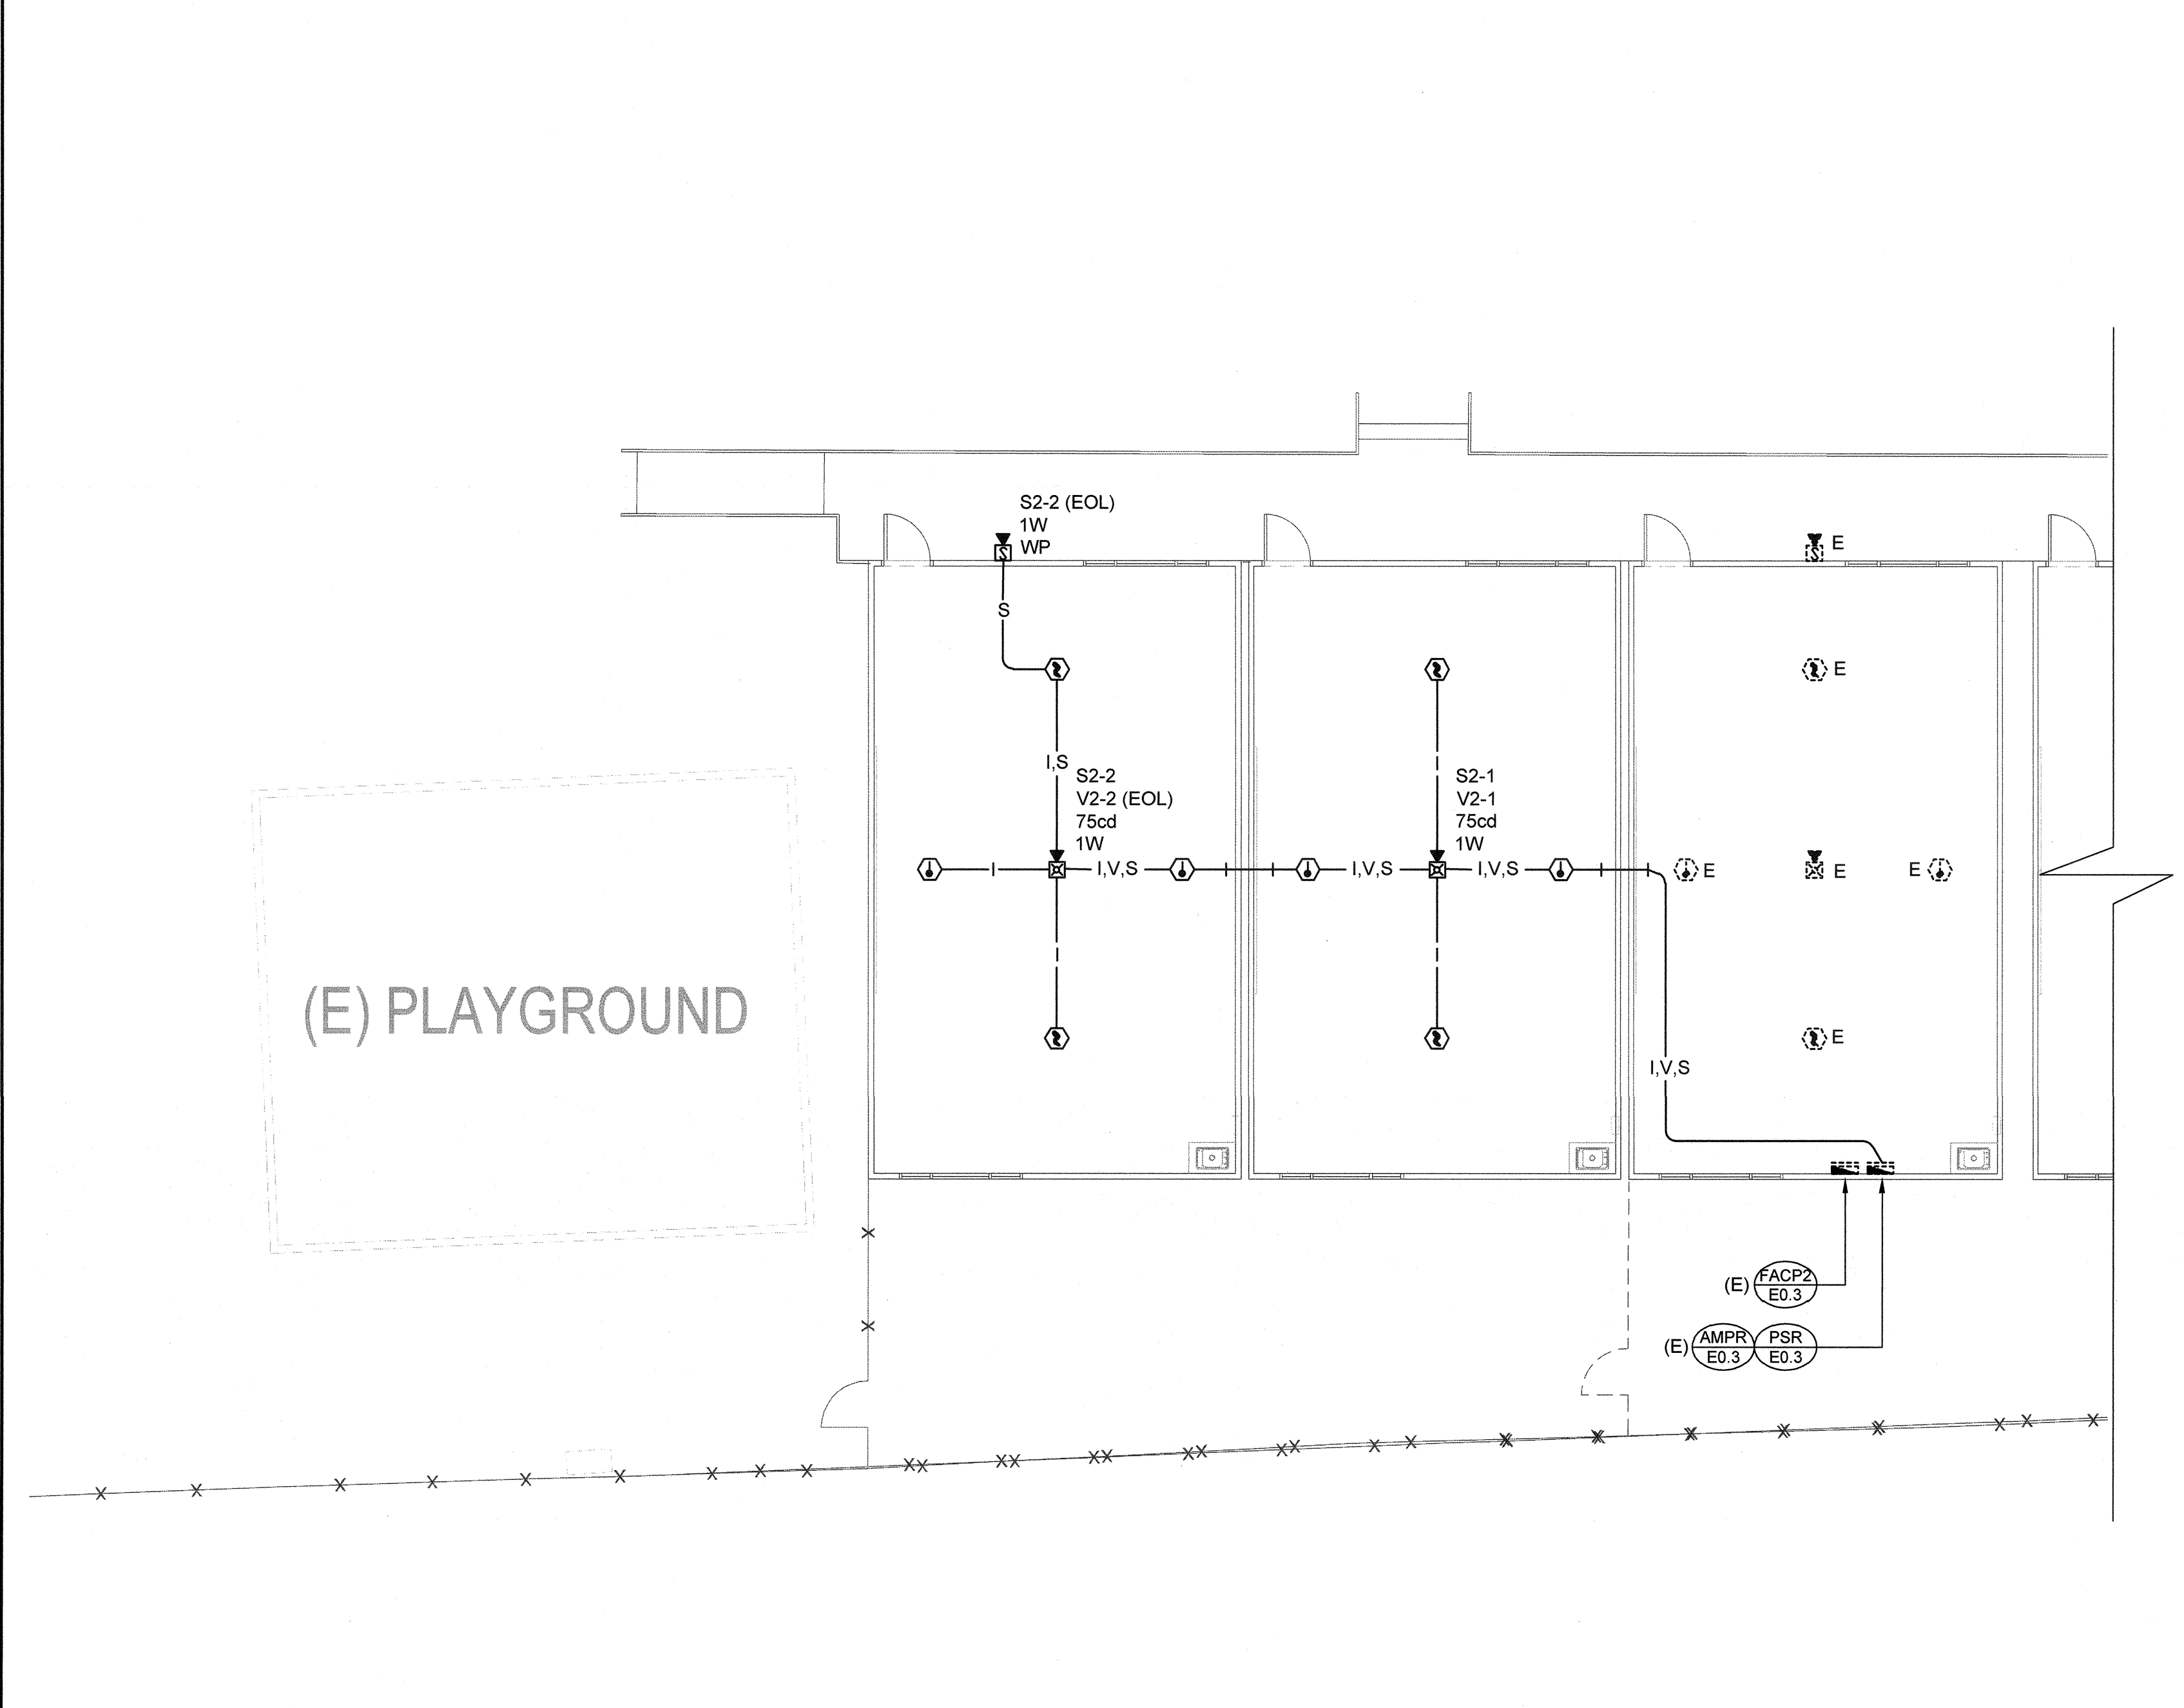 S2-2 (EOL)
1W
WP
E
S
E
I,S
S2-2
V2-2 (EOL)
75cd
1W
I
S2-1
V2-1
75cd
1W
I
I,V,S
I,V,S
I,V,S
E
E
E
I
I
(E) PLAYGROUND
E
I,V,S
(E) FACP2
E0.3
(E) AMPR PSR
E0.3 E0.3